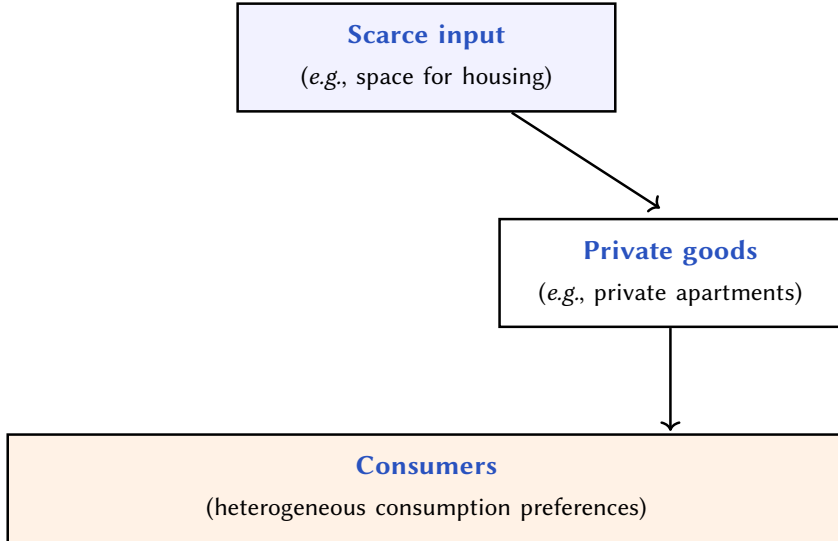 Scarce input
(e.g., space for housing)
Private goods
(e.g., private apartments)
Consumers
(heterogeneous consumption preferences)